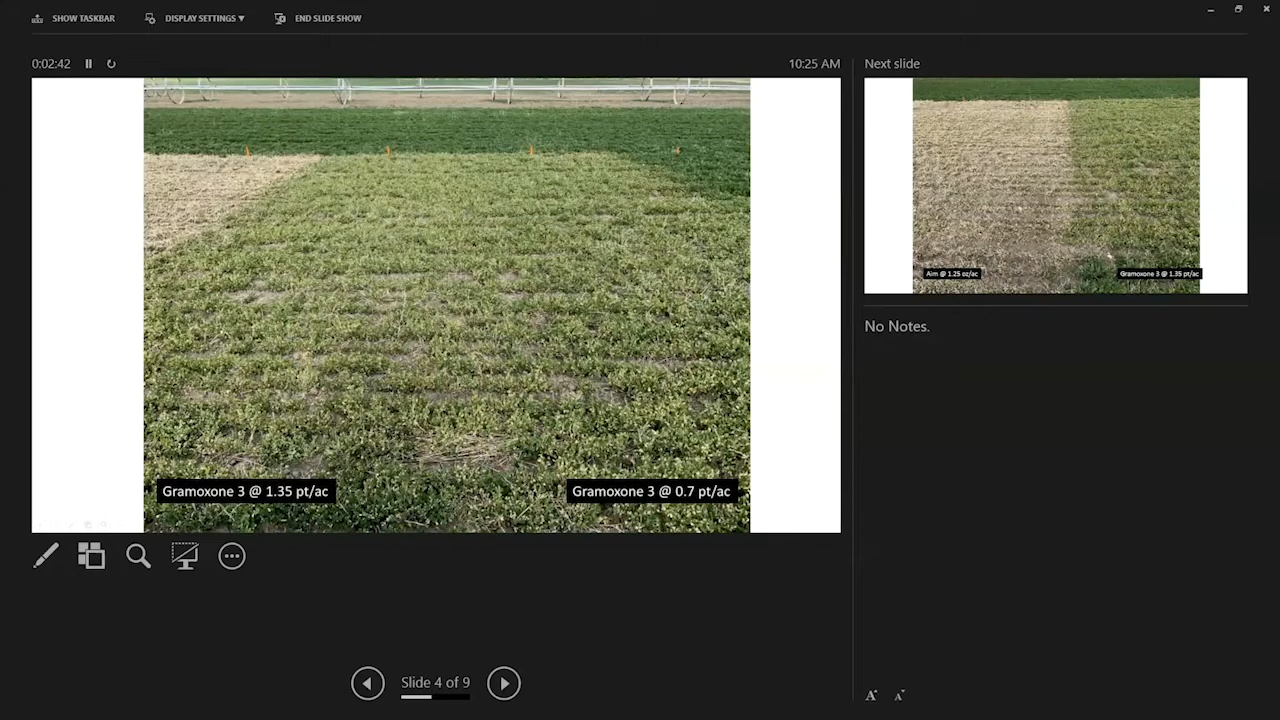 SHOW TASKBAR
DISPLAY SETTINGS ▼
END SLIDE SHOW
0:02:42
10:25 AM
Gramoxone 3 @ 1.35 pt/ac
Gramoxone 3 @ 0.7 pt/ac
Slide 4 of 9
Next slide
Aim @ 1.25 oz/ac
Gramoxone 3 @ 1.35 pt/ac
No Notes.
A
A